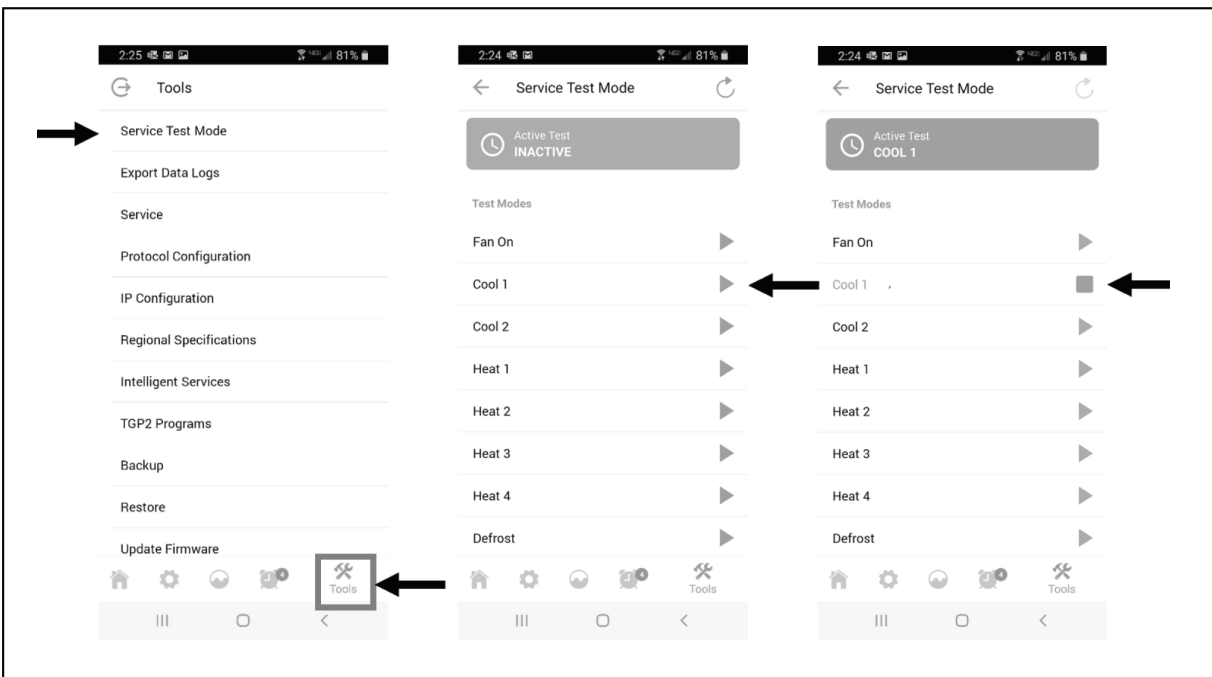 2:25
81%
Tools
Service Test Mode
Export Data Logs
Service
Protocol Configuration
IP Configuration
Regional Specifications
Intelligent Services
TGP2 Programs
Backup
Restore
Update Firmware
4
Tools
2:24
81%
Service Test Mode
Active Test
INACTIVE
Test Modes
Fan On
Cool 1
Cool 2
Heat 1
Heat 2
Heat 3
Heat 4
Defrost
4
Tools
2:24
81%
Service Test Mode
Active Test
COOL 1
Test Modes
Fan On
Cool 1
Cool 2
Heat 1
Heat 2
Heat 3
Heat 4
Defrost
4
Tools